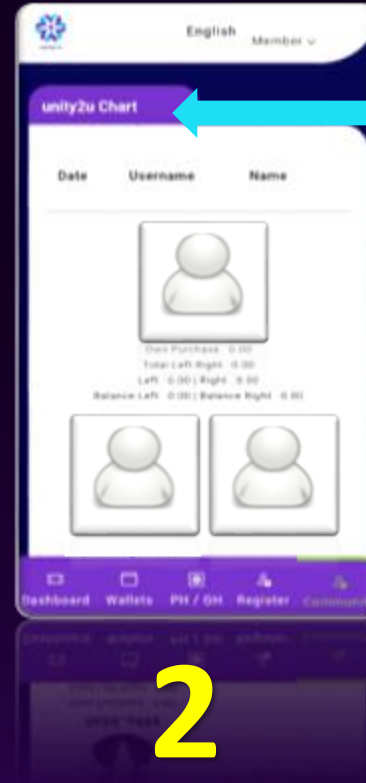 English
Member
unity2u Chart
Date Username Name
Own Purchase 0.00
Total Left Right 0.00
Left 0.00 | Right 0.00
Balance Left 0.00 | Balance Right 0.00
Dashboard Wallets PH / GH Register
2